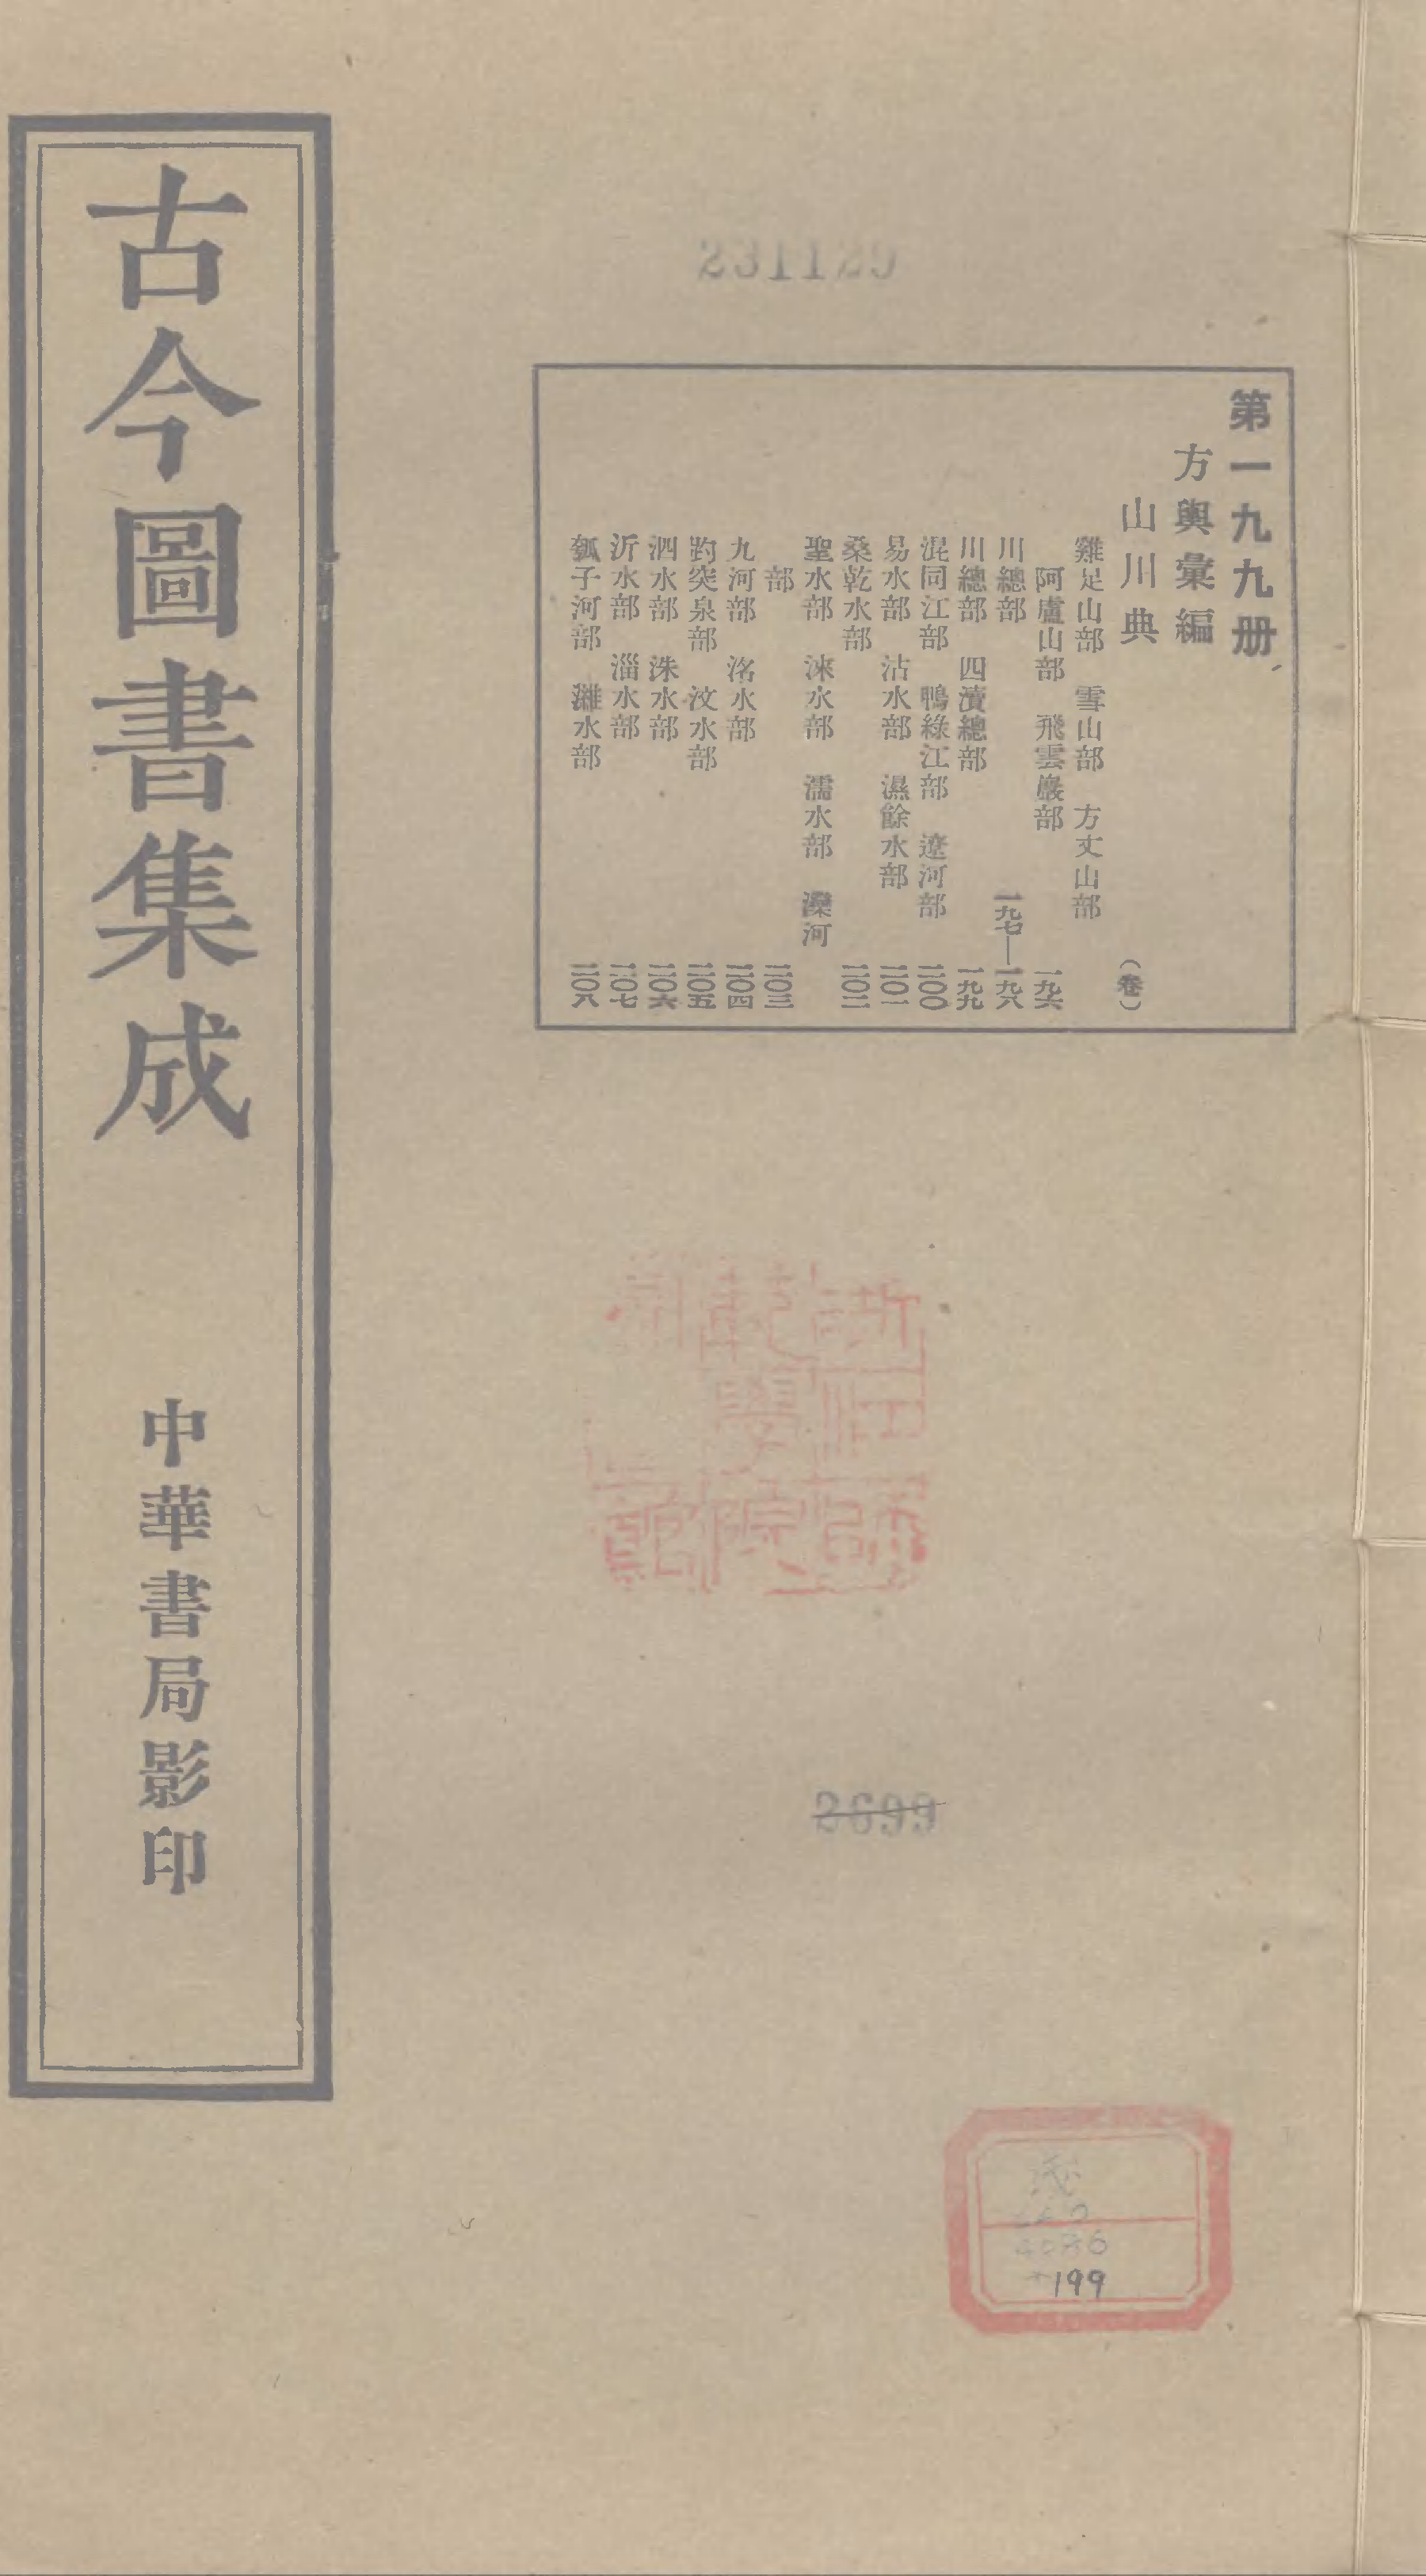 第一九九册
方輿彙編
山川典
（卷）
雞足山部　雪山部　方丈山部
阿盧山部　飛雲巖部　一九六
川總部　一九七—一九八
川總部　四瀆總部　一九九
混同江部　鴨綠江部　遼河部　二〇〇
易水部　沽水部　濕餘水部　二〇一
桑乾水部　二〇二
聖水部　淶水部　濡水部　灤河
部　二〇三
九河部　洺水部　二〇四
趵突泉部　汶水部　二〇五
泗水部　洙水部　二〇六
沂水部　淄水部　二〇七
瓠子河部　濰水部　二〇八
古今圖書集成
中華書局影印
231129
2699
4086
199